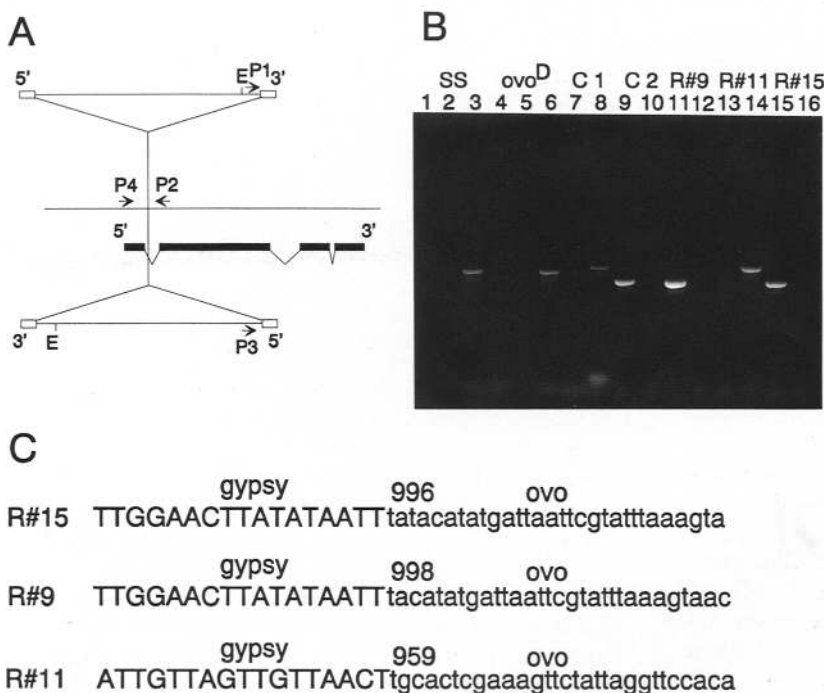 A
5' E P1 3'
P4 P2
5' 3'
3' E P3 5'
B
SS ovoD C 1 C 2 R#9 R#11 R#15
1 2 3 4 5 6 7 8 9 10 11 12 13 14 15 16
C
gypsy 996 ovo
R#15 TTGGAACTTATATAATTtatacatatgattaattcgtatttaaagta
gypsy 998 ovo
R#9 TTGGAACTTATATAATTtacatatgattaattcgtatttaaagtaac
gypsy 959 ovo
R#11 ATTGTTAGTTGTTAACTtgcactcgaaagttctattaggttccaca